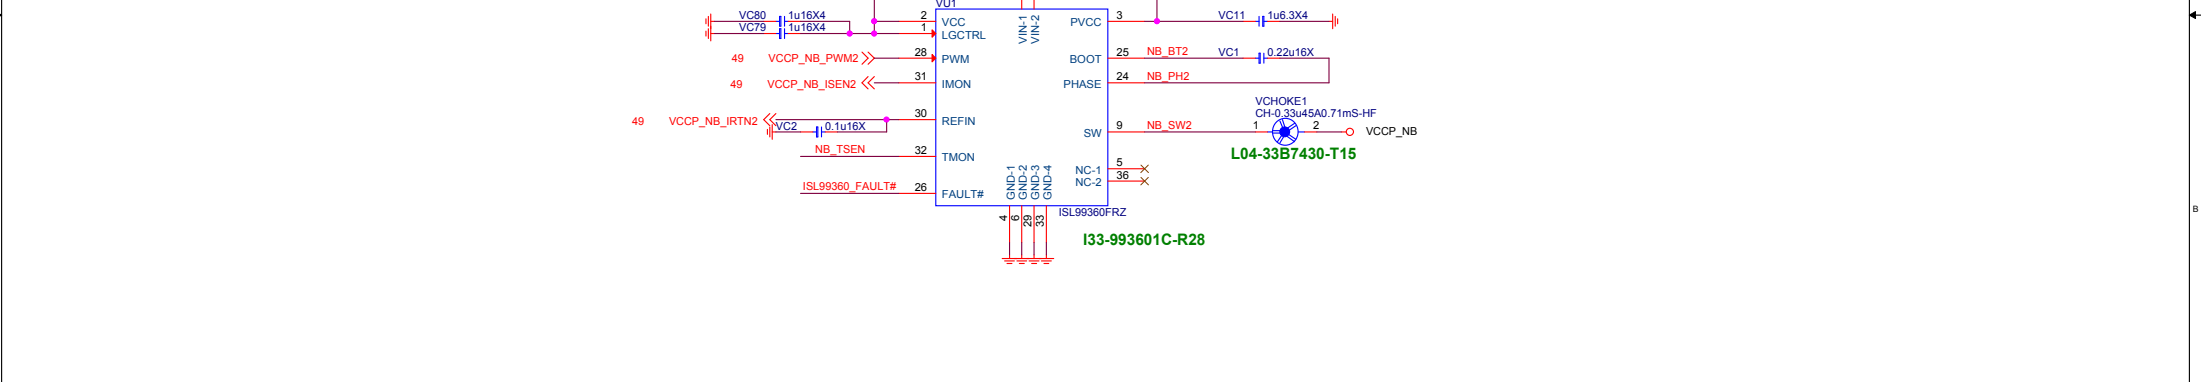 VU1
VC80 1u16X4
VC79 1u16X4
2 VCC
1 LGCTRL
VIN-1
VIN-2
PVCC 3
VC11 1u6.3X4
49 VCCP_NB_PWM2 28 PWM
BOOT 25 NB_BT2 VC1 0.22u16X
49 VCCP_NB_ISEN2 31 IMON
PHASE 24 NB_PH2
VCHOKE1
CH-0.33u45A0.71mS-HF
49 VCCP_NB_IRTN2 30 REFIN
VC2 0.1u16X
SW 9 NB_SW2 1 2 VCCP_NB
L04-33B7430-T15
NB_TSEN 32 TMON
NC-1 5
NC-2 36
ISL99360_FAULT# 26 FAULT#
GND-1
GND-2
GND-3
GND-4
4
6
29
33
ISL99360FRZ
I33-993601C-R28
B